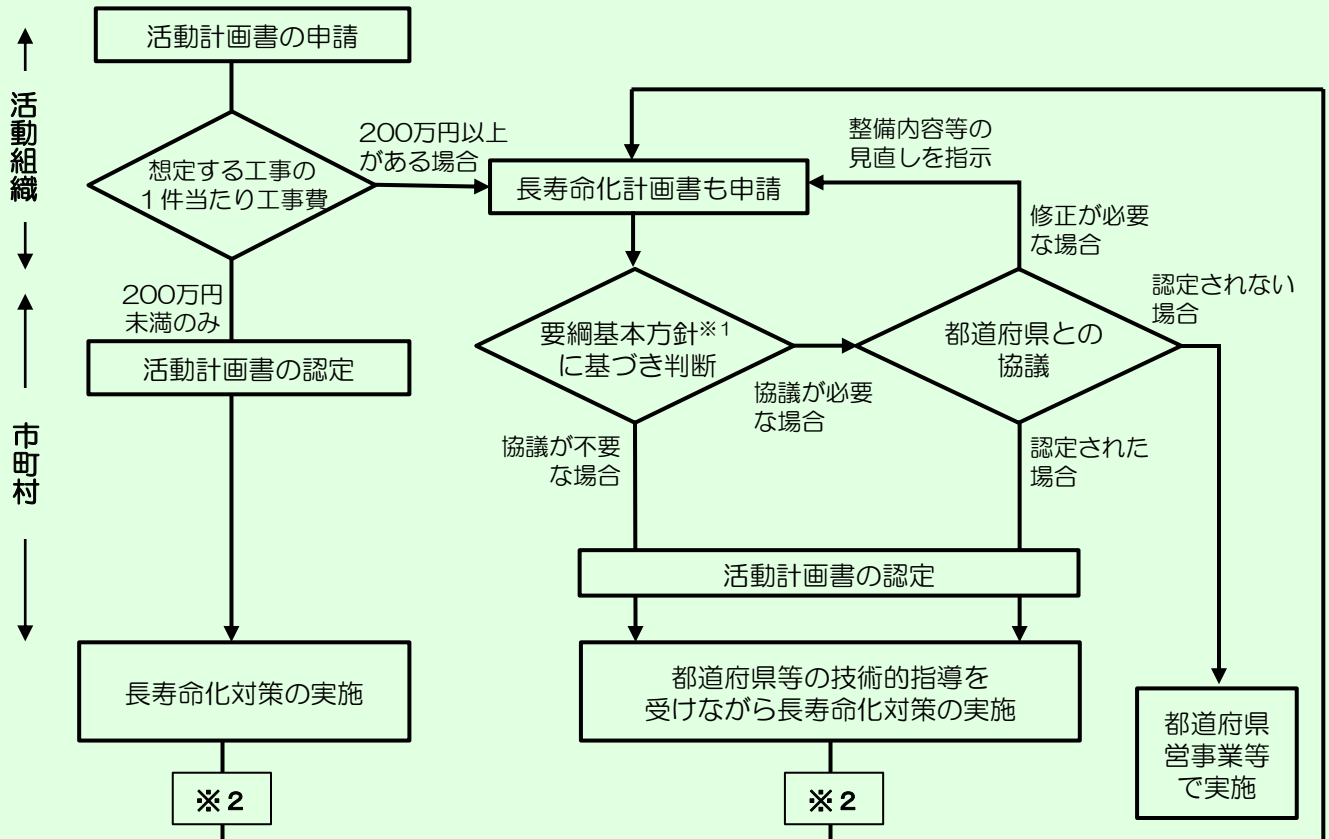 活動計画書の申請
活動組織
想定する工事の
１件当たり工事費
200万円以上
がある場合
長寿命化計画書も申請
整備内容等の
見直しを指示
修正が必要
な場合
200万円
未満のみ
活動計画書の認定
市町村
要綱基本方針※1
に基づき判断
協議が必要
な場合
都道府県との
協議
認定されない
場合
協議が不要
な場合
認定された
場合
活動計画書の認定
長寿命化対策の実施
都道府県等の技術的指導を
受けながら長寿命化対策の実施
都道府県
営事業等
で実施
※２
※２